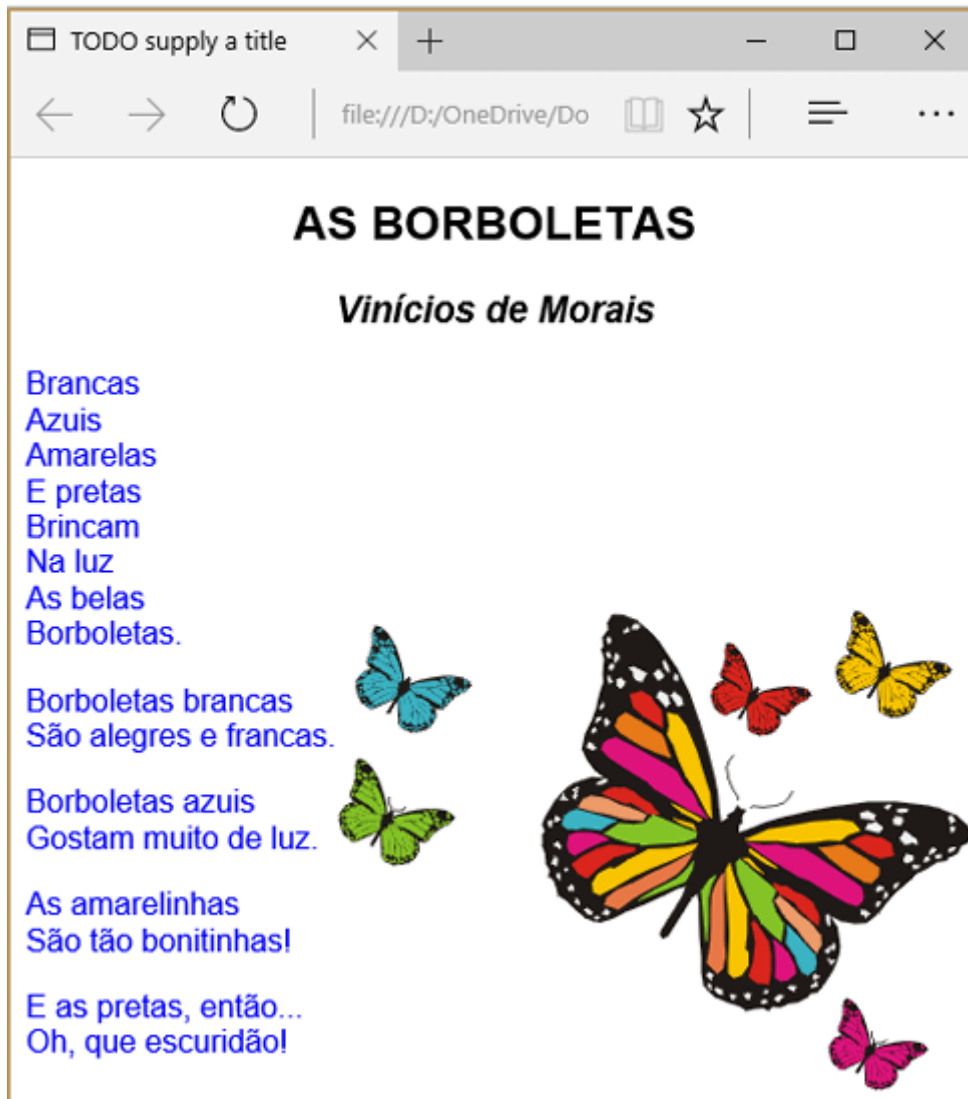 TODO supply a title
file:///D:/OneDrive/Do
AS BORBOLETAS
Vinícios de Morais
Brancas
Azuis
Amarelas
E pretas
Brincam
Na luz
As belas
Borboletas.
Borboletas brancas
São alegres e francas.
Borboletas azuis
Gostam muito de luz.
As amarelinhas
São tão bonitinhas!
E as pretas, então...
Oh, que escuridão!